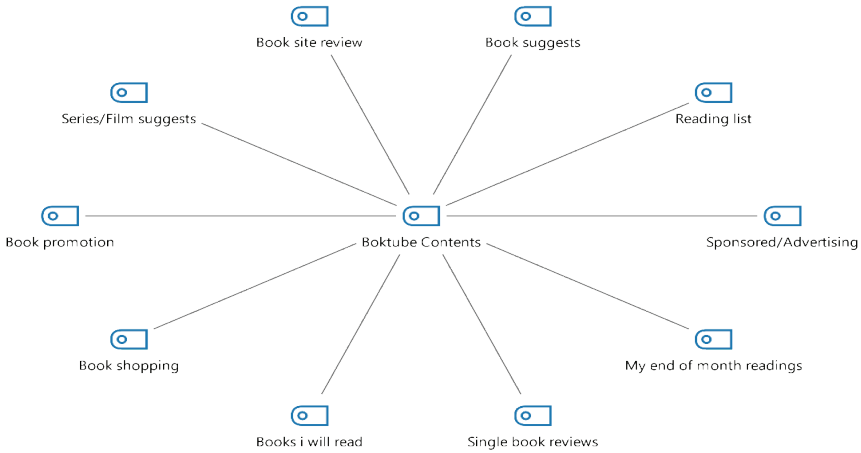 Book site review
Book suggests
Series/Film suggests
Reading list
Book promotion
Boktube Contents
Sponsored/Advertising
Book shopping
My end of month readings
Books i will read
Single book reviews